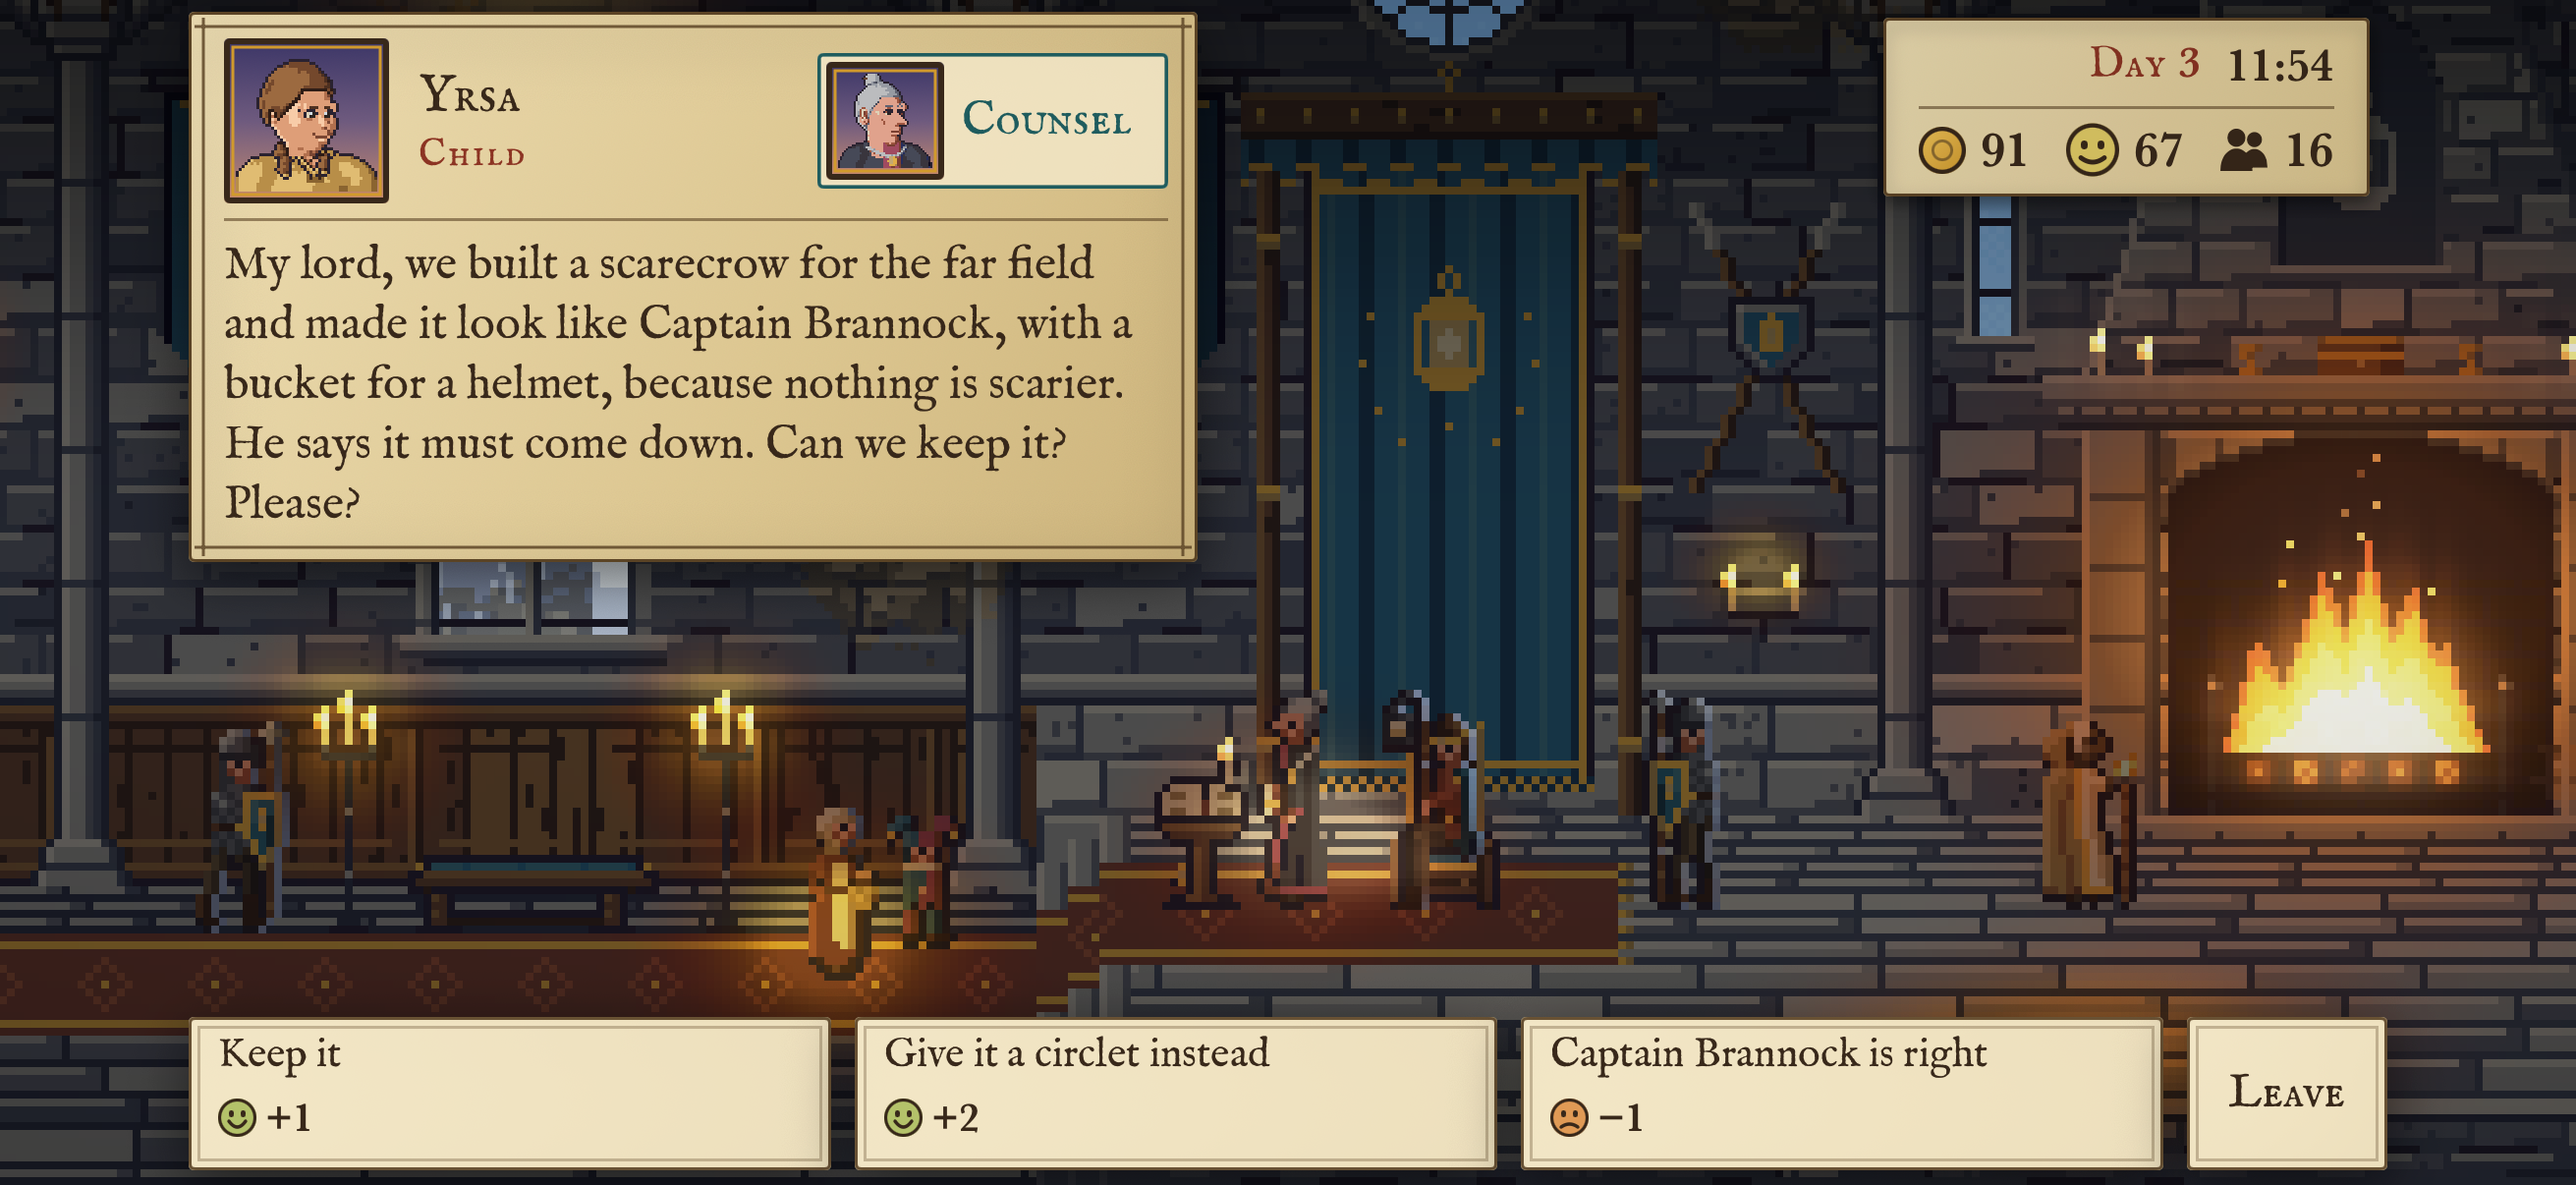 Yrsa
Child
Counsel
Day 3 11:54
91 67 16
My lord, we built a scarecrow for the far field
and made it look like Captain Brannock, with a
bucket for a helmet, because nothing is scarier.
He says it must come down. Can we keep it?
Please?
Keep it
+1
Give it a circlet instead
+2
Captain Brannock is right
−1
Leave